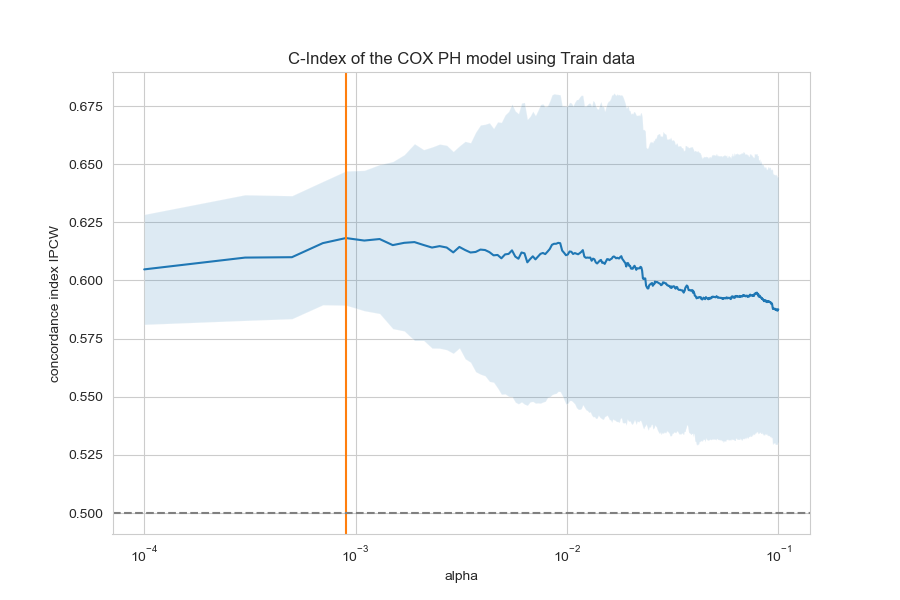 C-Index of the COX PH model using Train data
concordance index IPCW
0.675
0.650
0.625
0.600
0.575
0.550
0.525
0.500
10⁻⁴ 10⁻³ 10⁻² 10⁻¹
alpha